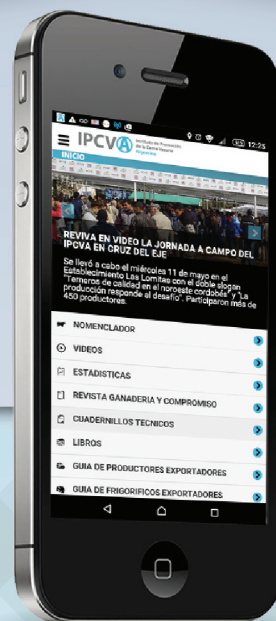 12:25
IPCVA Instituto de Promoción
de la Carne Vacuna
Argentina
INICIO
REVIVA EN VIDEO LA JORNADA A CAMPO DEL
IPCVA EN CRUZ DEL EJE
Se llevó a cabo el miércoles 11 de mayo en el
Establecimiento Las Lomitas con el doble slogan
"Terneros de calidad en el noroeste cordobés" y "La
producción responde al desafío". Participaron más de
450 productores.
NOMENCLADOR
VIDEOS
ESTADISTICAS
REVISTA GANADERIA Y COMPROMISO
CUADERNILLOS TECNICOS
LIBROS
GUIA DE PRODUCTORES EXPORTADORES
GUIA DE FRIGORIFICOS EXPORTADORES